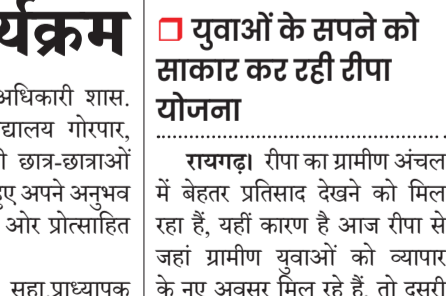 र्यक्रम
अधिकारी शास.
द्यालय गोरपार,
ी छात्र-छात्राओं
ुए अपने अनुभव
ओर प्रोत्साहित
सहा.प्राध्यापक
युवाओं के सपने को
साकार कर रही रीपा
योजना
रायगढ़। रीपा का ग्रामीण अंचल
में बेहतर प्रतिसाद देखने को मिल
रहा हैं, यहीं कारण है आज रीपा से
जहां ग्रामीण युवाओं को व्यापार
के नए अवसर मिल रहे हैं, तो दूसरी